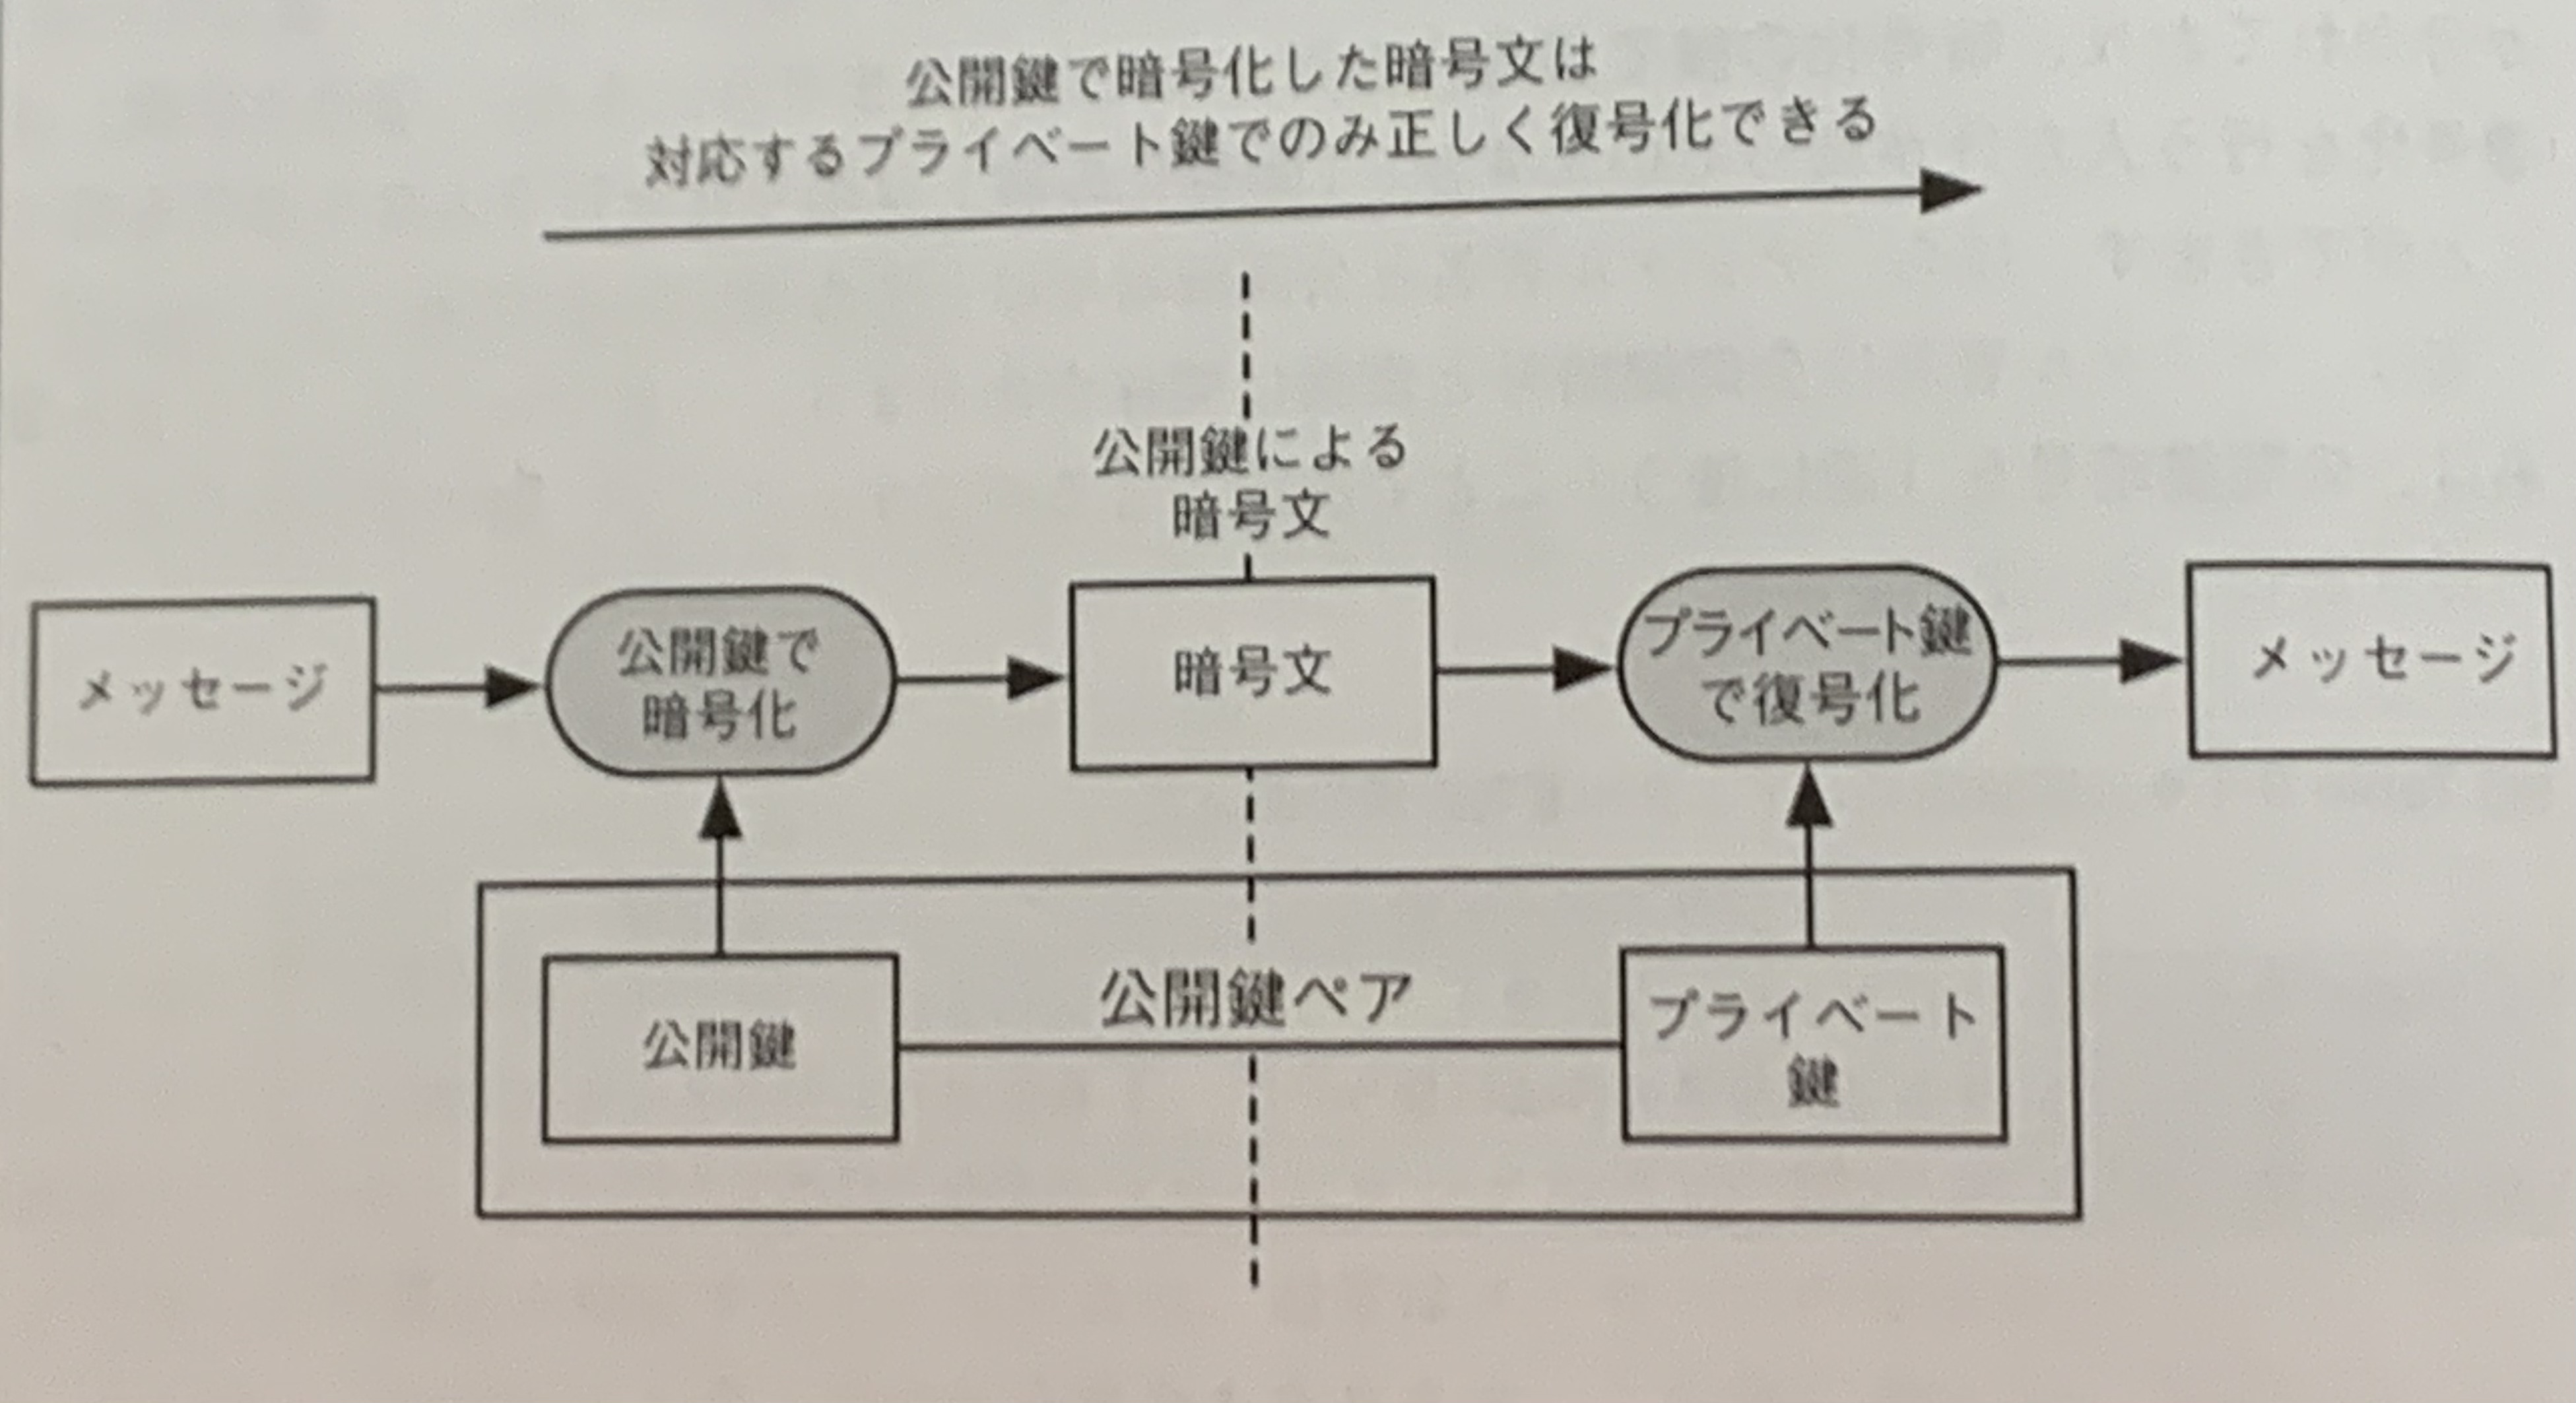 公開鍵で暗号化した暗号文は
対応するプライベート鍵でのみ正しく復号化できる
公開鍵による
暗号文
メッセージ
公開鍵で
暗号化
暗号文
プライベート鍵
で復号化
メッセージ
公開鍵
公開鍵ペア
プライベート
鍵